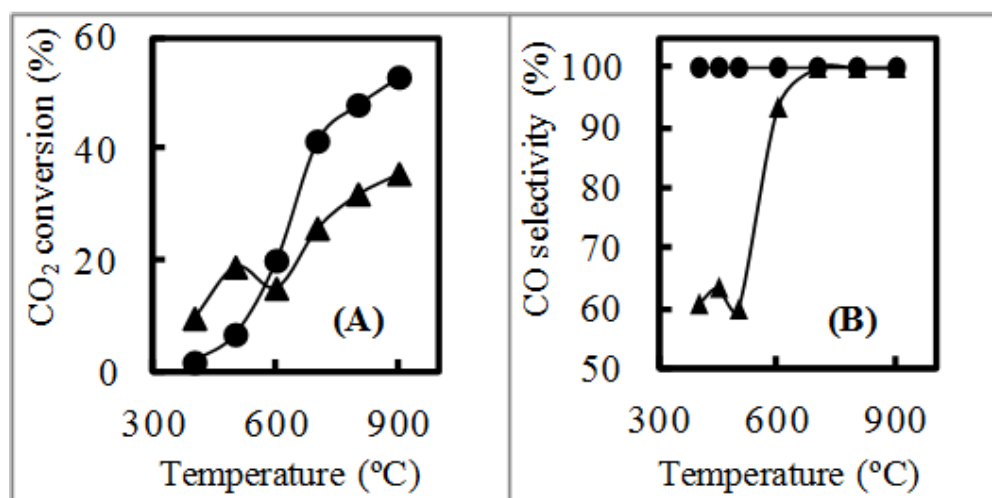 CO₂ conversion (%)
60
40
20
0
300 600 900
Temperature (ºC)
(A)
CO selectivity (%)
100
90
80
70
60
50
300 600 900
Temperature (ºC)
(B)